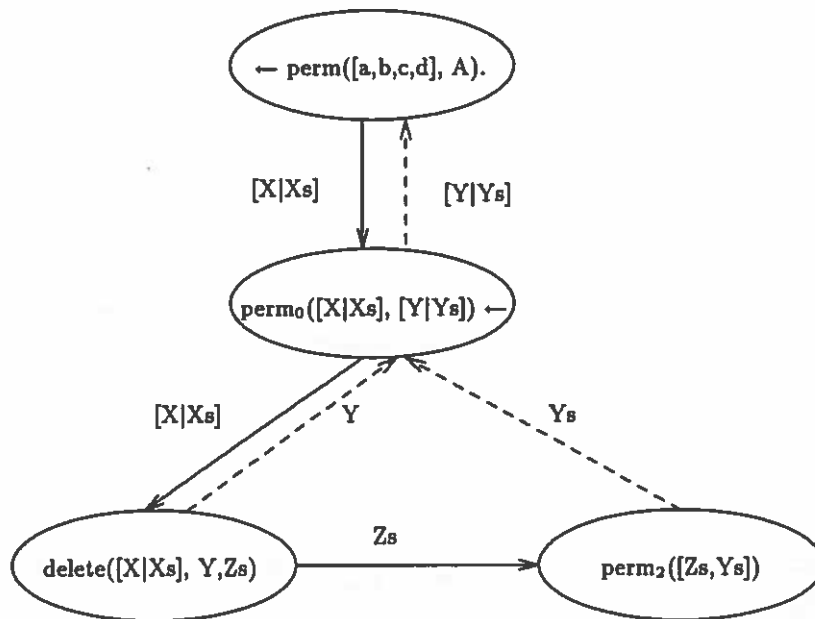 ← perm([a,b,c,d], A).
[X|Xs]
[Y|Ys]
perm₀([X|Xs], [Y|Ys]) ←
[X|Xs]
Y
Ys
Zs
delete([X|Xs], Y,Zs)
perm₂([Zs,Ys])